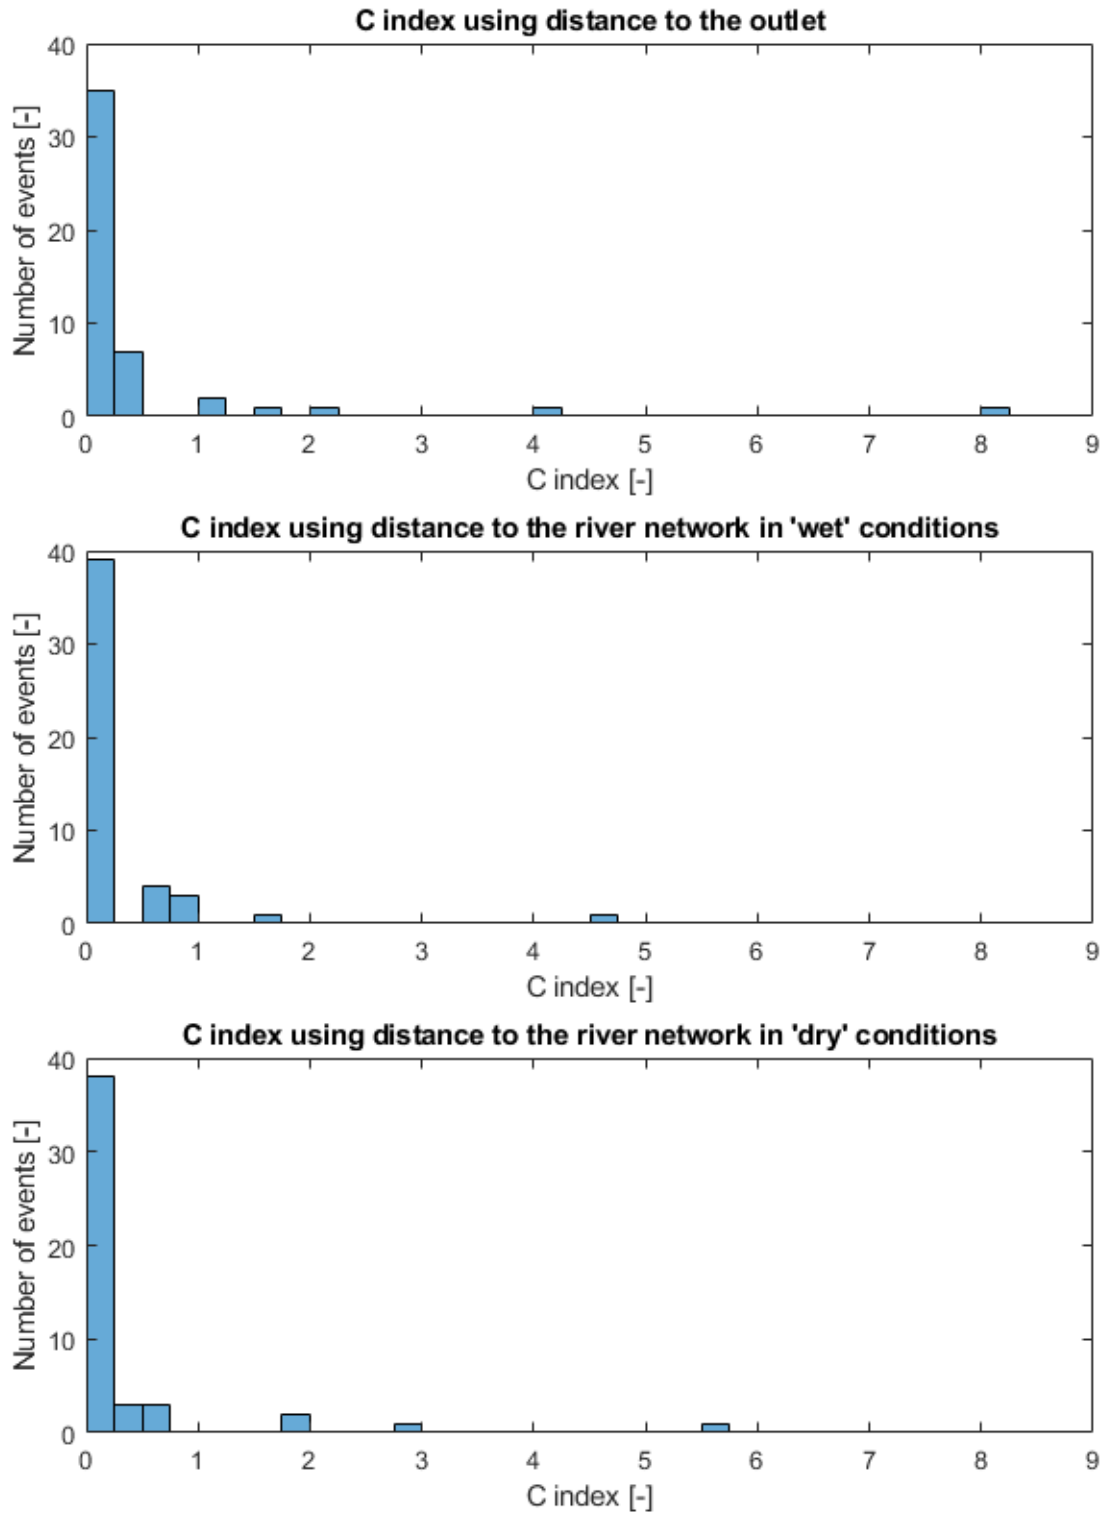 C index using distance to the outlet
40
30
20
10
0
Number of events [-]
0 1 2 3 4 5 6 7 8 9
C index [-]
C index using distance to the river network in 'wet' conditions
40
30
20
10
0
Number of events [-]
0 1 2 3 4 5 6 7 8 9
C index [-]
C index using distance to the river network in 'dry' conditions
40
30
20
10
0
Number of events [-]
0 1 2 3 4 5 6 7 8 9
C index [-]